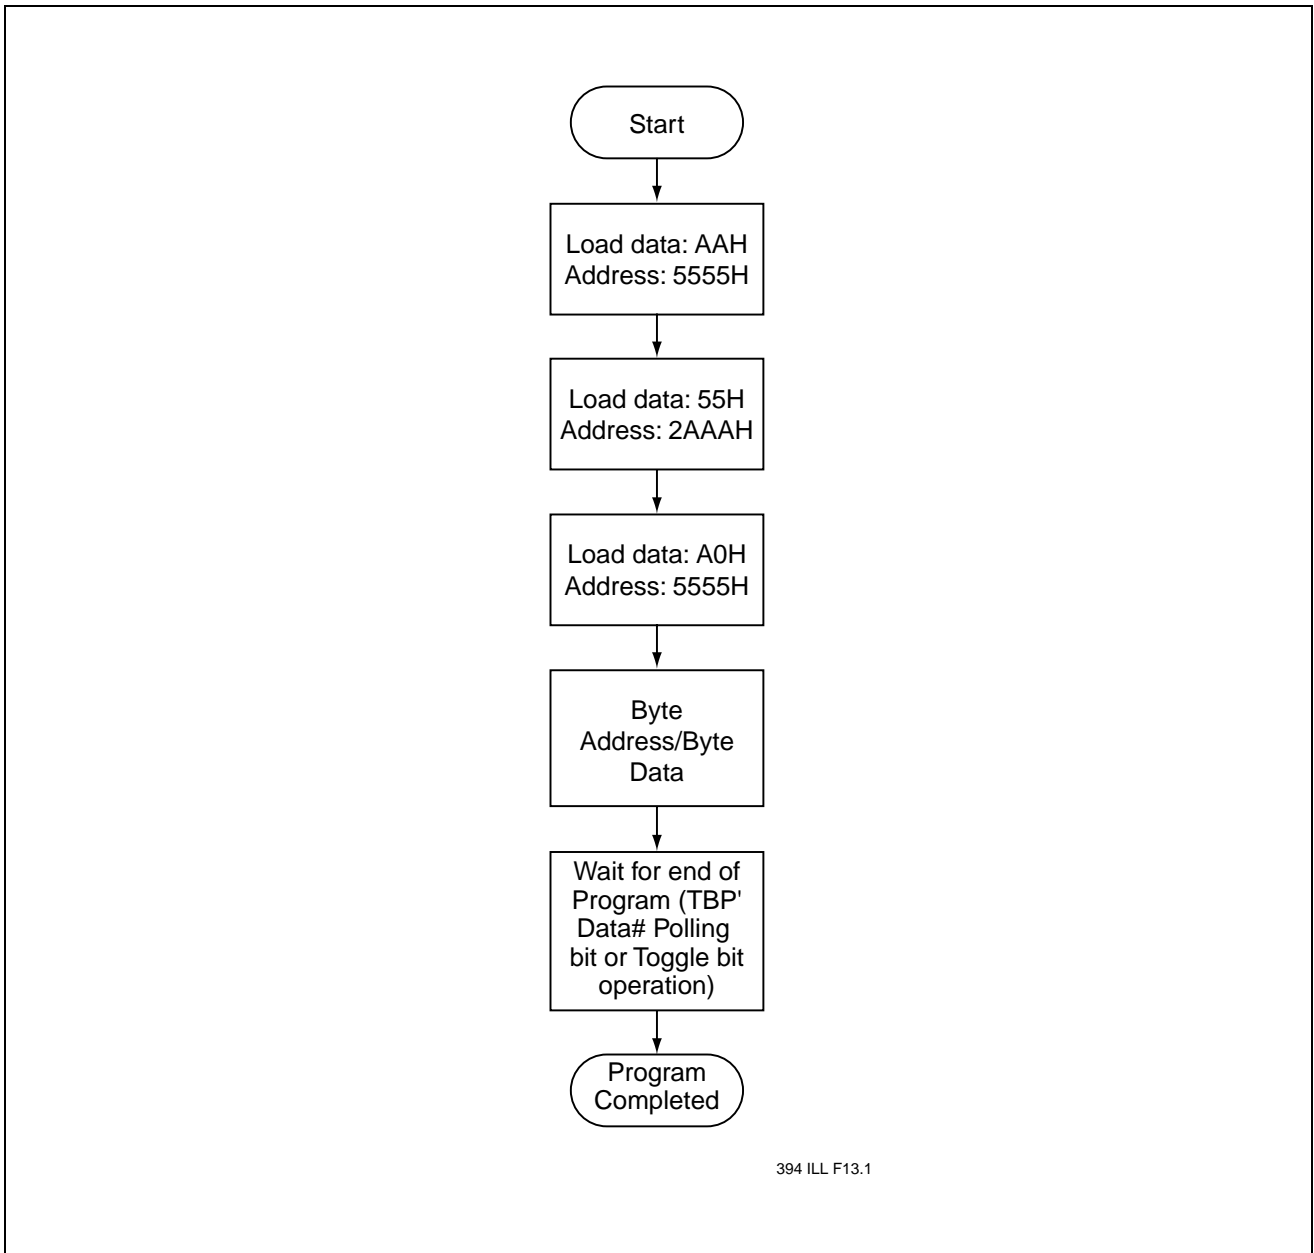 Start
Load data: AAH
Address: 5555H
Load data: 55H
Address: 2AAAH
Load data: A0H
Address: 5555H
Byte
Address/Byte
Data
Wait for end of
Program (TBP'
Data# Polling
bit or Toggle bit
operation)
Program
Completed
394 ILL F13.1